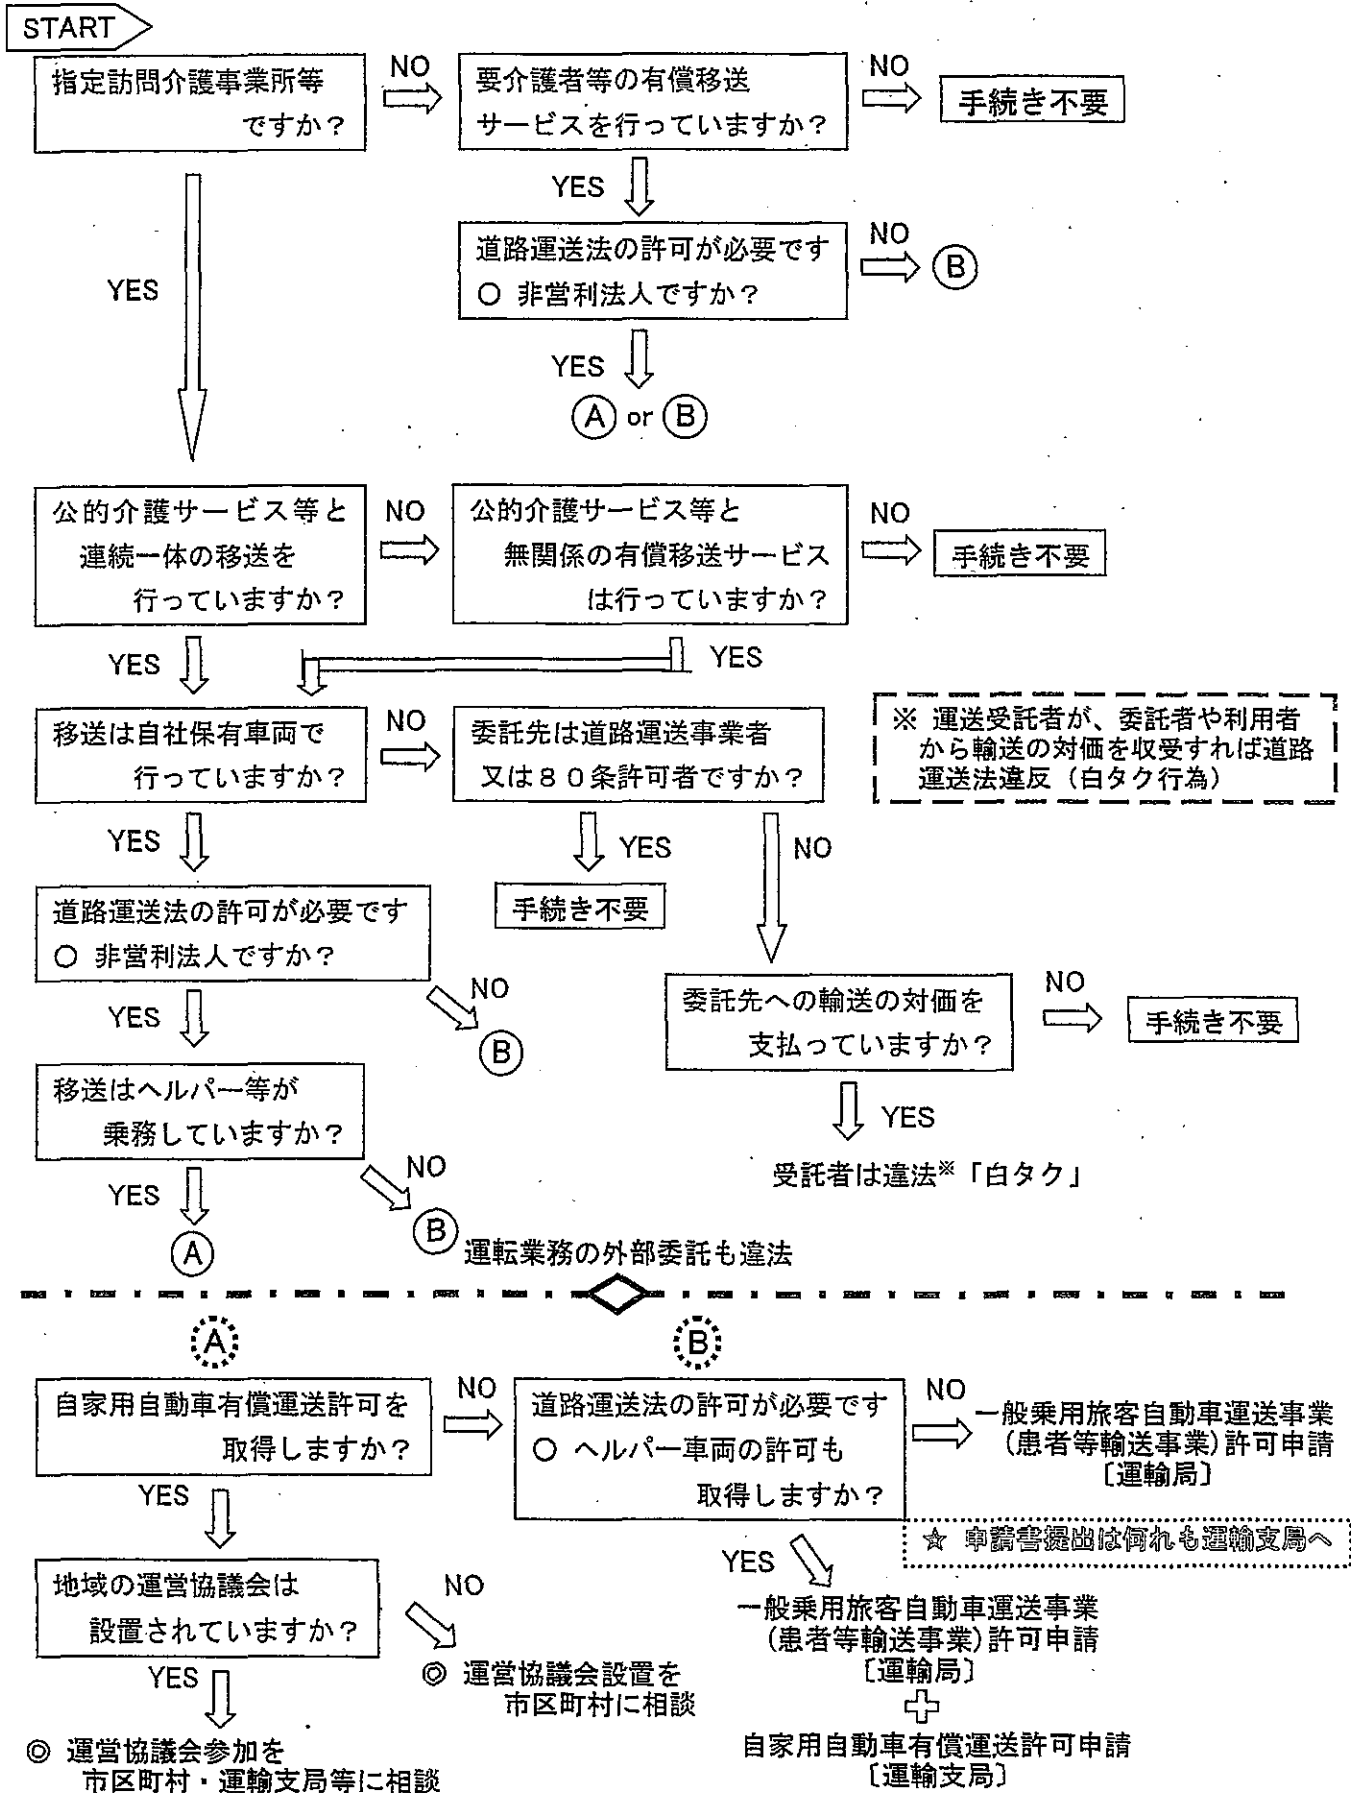 START
指定訪問介護事業所等
ですか？
NO
要介護者等の有償移送
サービスを行っていますか？
NO
手続き不要
YES
YES
道路運送法の許可が必要です
○ 非営利法人ですか？
NO
B
YES
A or B
公的介護サービス等と
連続一体の移送を
行っていますか？
NO
公的介護サービス等と
無関係の有償移送サービス
は行っていますか？
NO
手続き不要
YES
YES
移送は自社保有車両で
行っていますか？
NO
委託先は道路運送事業者
又は８０条許可者ですか？
※ 運送受託者が、委託者や利用者
から輸送の対価を収受すれば道路
運送法違反（白タク行為）
YES
YES
NO
道路運送法の許可が必要です
○ 非営利法人ですか？
手続き不要
NO
B
YES
委託先への輸送の対価を
支払っていますか？
NO
手続き不要
移送はヘルパー等が
乗務していますか？
YES
受託者は違法※「白タク」
NO
B
YES
A
運転業務の外部委託も違法
A
B
自家用自動車有償運送許可を
取得しますか？
NO
道路運送法の許可が必要です
○ ヘルパー車両の許可も
取得しますか？
NO
一般乗用旅客自動車運送事業
（患者等輸送事業）許可申請
〔運輸局〕
YES
☆ 申請書提出は何れも運輸支局へ
YES
地域の運営協議会は
設置されていますか？
NO
一般乗用旅客自動車運送事業
（患者等輸送事業）許可申請
〔運輸局〕
◎ 運営協議会設置を
市区町村に相談
YES
自家用自動車有償運送許可申請
〔運輸支局〕
◎ 運営協議会参加を
市区町村・運輸支局等に相談